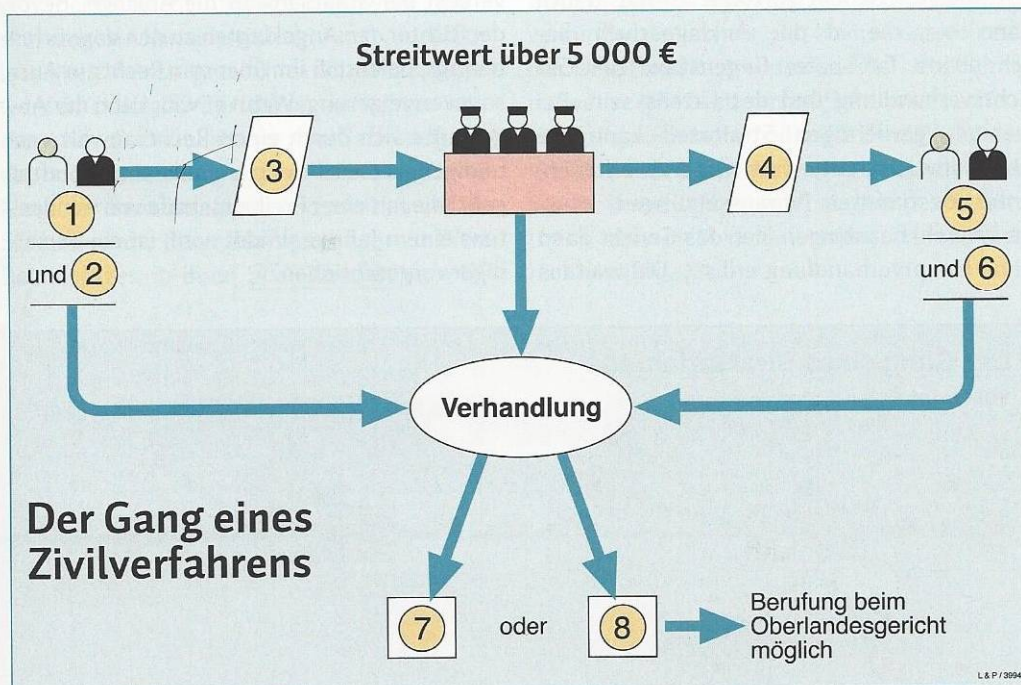 Streitwert über 5 000 €
1
und 2
3
4
5
und 6
Verhandlung
Der Gang eines
Zivilverfahrens
7
oder
8
Berufung beim
Oberlandesgericht
möglich
L & P / 3994